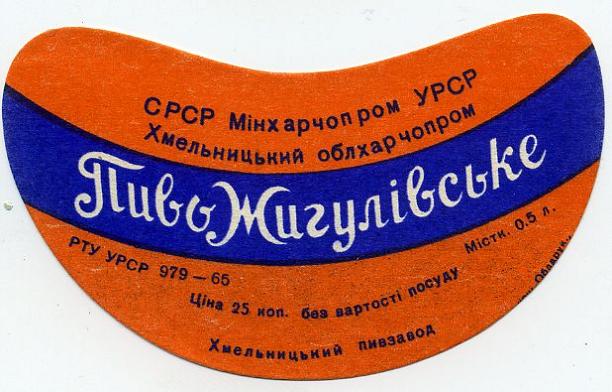 СРСР Мінхарчопром УРСР
Хмельницький облхарчопром
Пиво Жигулівське
РТУ УРСР 979 — 65
Містк. 0.5 л.
Ціна 25 коп. без вартості посуду
Хмельницький пивзавод